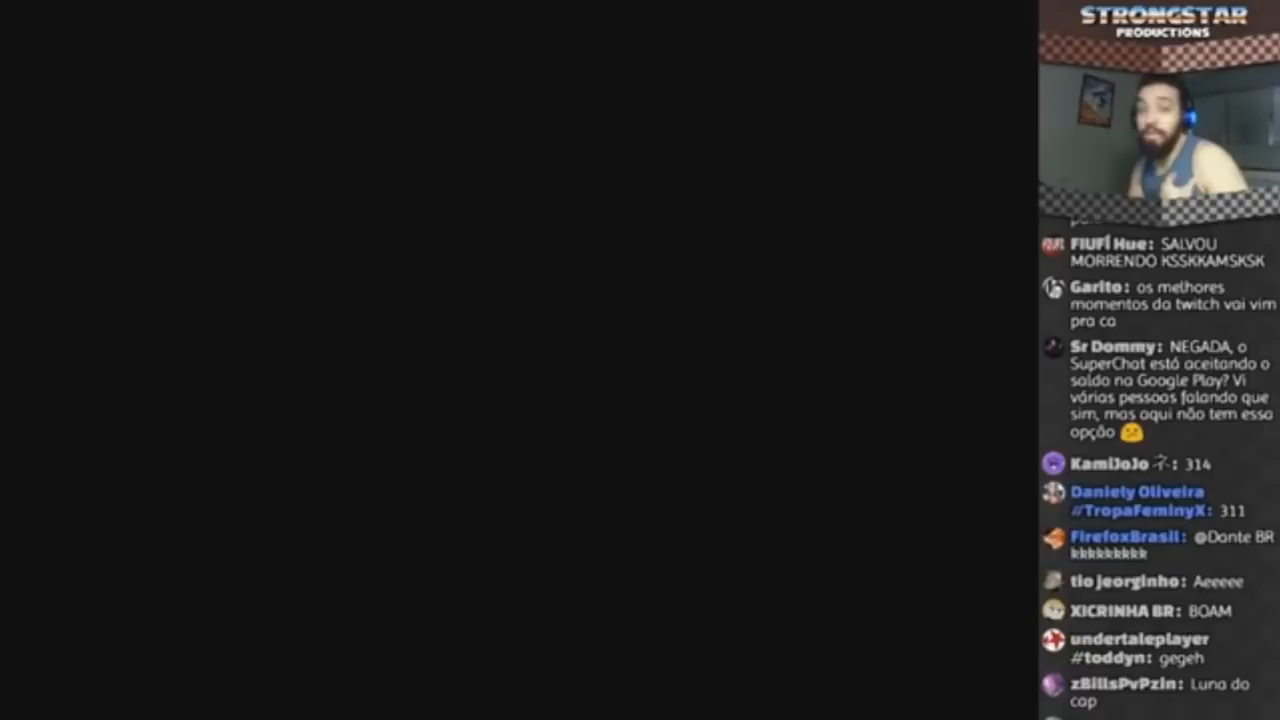 STRONGSTAR
PRODUCTIONS
FIUFÍ Hue: SALVOU
MORRENDO KSSKKAMSKSK
Garito: os melhores
momentos da twitch vai vim
pra ca
Sr Dommy: NEGADA, o
SuperChat está aceitando o
saldo na Google Play? Vi
várias pessoas falando que
sim, mas aqui não tem essa
opção
KamiJoJo ネ: 314
Daniely Oliveira
#TropaFeminyX: 311
FirefoxBrasil: @Dante BR
kkkkkkkkk
tio jeorginho: Aeeeee
XICRINHA BR: BOAM
undertaleplayer
#toddyn: gegeh
zBillsPvPzin: Luna do
cap